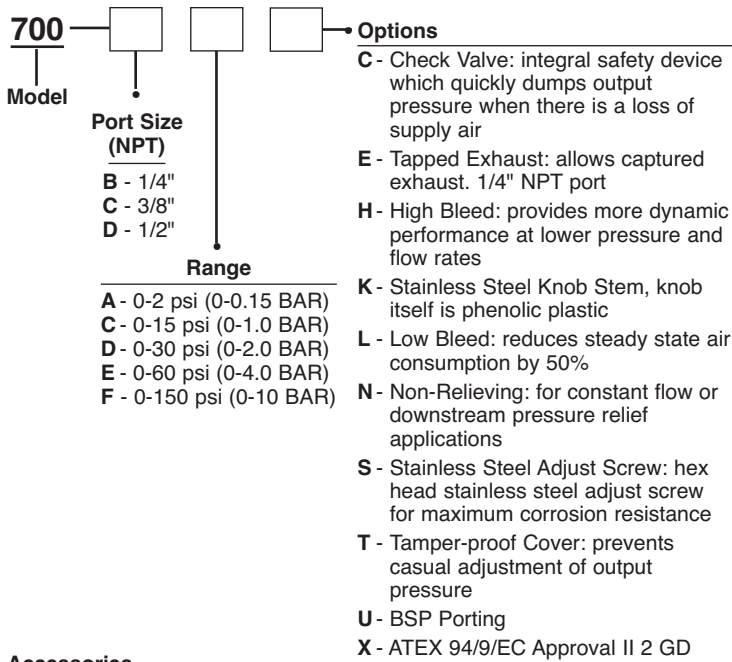 700
Model
Port Size
(NPT)
B - 1/4"
C - 3/8"
D - 1/2"
Range
A - 0-2 psi (0-0.15 BAR)
C - 0-15 psi (0-1.0 BAR)
D - 0-30 psi (0-2.0 BAR)
E - 0-60 psi (0-4.0 BAR)
F - 0-150 psi (0-10 BAR)
Options
C - Check Valve: integral safety device
which quickly dumps output
pressure when there is a loss of
supply air
E - Tapped Exhaust: allows captured
exhaust. 1/4" NPT port
H - High Bleed: provides more dynamic
performance at lower pressure and
flow rates
K - Stainless Steel Knob Stem, knob
itself is phenolic plastic
L - Low Bleed: reduces steady state air
consumption by 50%
N - Non-Relieving: for constant flow or
downstream pressure relief
applications
S - Stainless Steel Adjust Screw: hex
head stainless steel adjust screw
for maximum corrosion resistance
T - Tamper-proof Cover: prevents
casual adjustment of output
pressure
U - BSP Porting
X - ATEX 94/9/EC Approval II 2 GD
Accessories